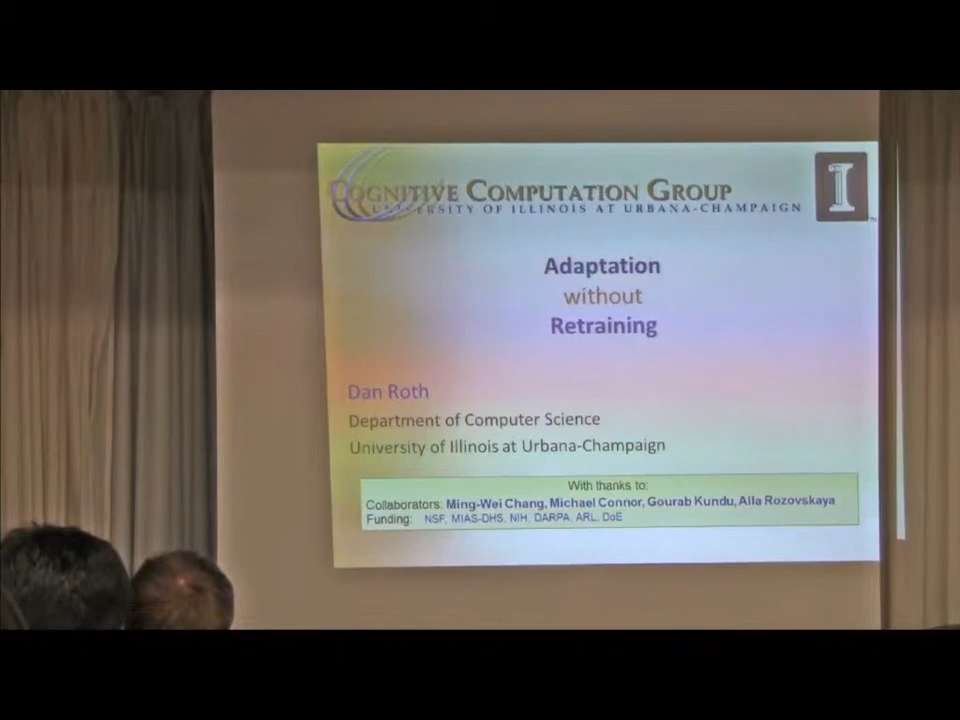 COGNITIVE COMPUTATION GROUP
UNIVERSITY OF ILLINOIS AT URBANA-CHAMPAIGN
I
Adaptation
without
Retraining
Dan Roth
Department of Computer Science
University of Illinois at Urbana-Champaign
With thanks to:
Collaborators: Ming-Wei Chang, Michael Connor, Gourab Kundu, Alla Rozovskaya
Funding: NSF, MIAS-DHS, NIH, DARPA, ARL, DoE